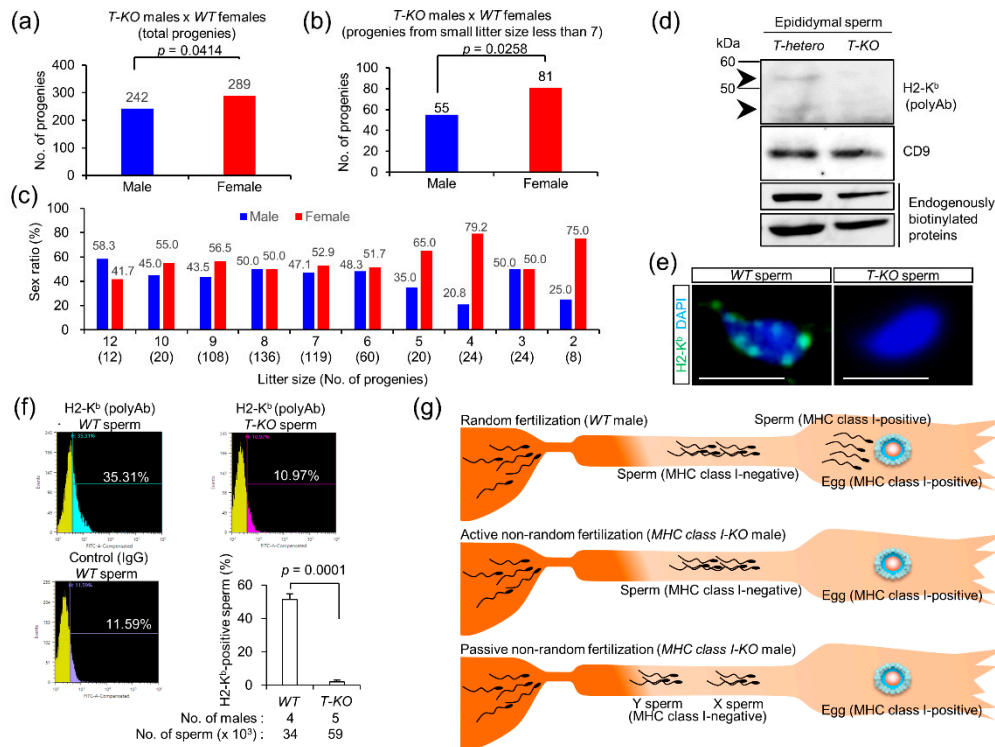 (a)
T-KO males x WT females
(total progenies)
p = 0.0414
No. of progenies
400
300
200
100
0
242
289
Male
Female
(b)
T-KO males x WT females
(progenies from small litter size less than 7)
p = 0.0258
No. of progenies
100
80
60
40
20
0
55
81
Male
Female
(c)
Male Female
Sex ratio (%)
100
80
60
40
20
0
58.3 41.7 45.0 55.0 43.5 56.5 50.0 50.0 47.1 52.9 48.3 51.7 35.0 65.0 20.8 79.2 50.0 50.0 25.0 75.0
12 10 9 8 7 6 5 4 3 2
(12) (20) (108) (136) (119) (60) (20) (24) (24) (8)
Litter size (No. of progenies)
(d)
Epididymal sperm
kDa T-hetero T-KO
60
50
H2-Kᵇ
(polyAb)
CD9
Endogenously
biotinylated
proteins
(e)
WT sperm T-KO sperm
H2-Kᵇ DAPI
(f)
H2-Kᵇ (polyAb)
WT sperm
35.31%
Events
FITC-A-Compensated
H2-Kᵇ (polyAb)
T-KO sperm
10.97%
Events
FITC-A-Compensated
Control (IgG)
WT sperm
11.59%
Events
FITC-A-Compensated
p = 0.0001
H2-Kᵇ-positive sperm (%)
60
40
20
0
WT T-KO
No. of males : 4 5
No. of sperm (x 10³) : 34 59
(g)
Random fertilization (WT male)
Sperm (MHC class I-positive)
Sperm (MHC class I-negative)
Egg (MHC class I-positive)
Active non-random fertilization (MHC class I-KO male)
Sperm (MHC class I-negative)
Egg (MHC class I-positive)
Passive non-random fertilization (MHC class I-KO male)
Y sperm X sperm
(MHC class I-negative)
Egg (MHC class I-positive)